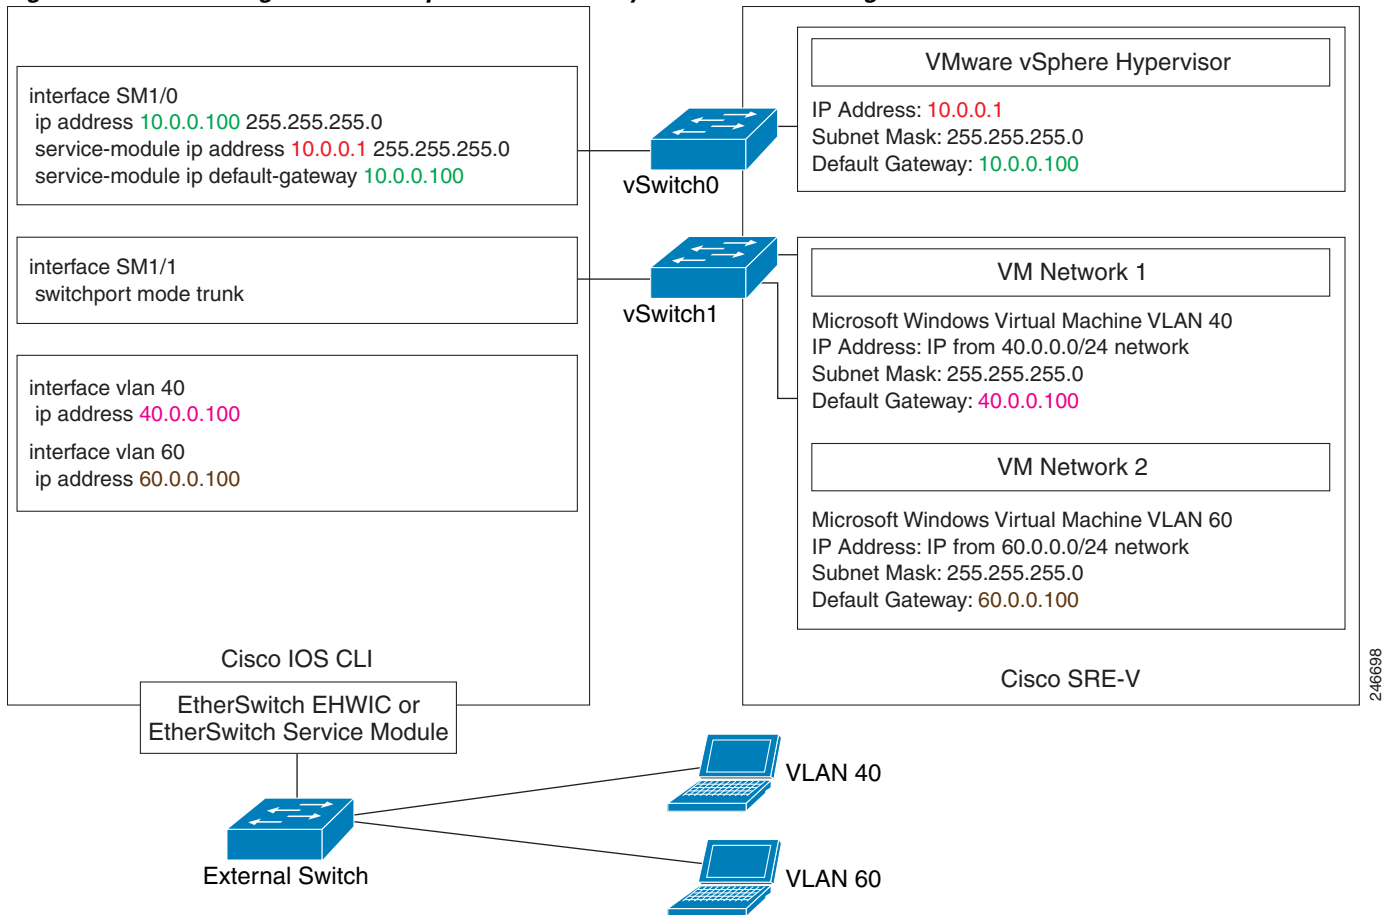 interface SM1/0
ip address 10.0.0.100 255.255.255.0
service-module ip address 10.0.0.1 255.255.255.0
service-module ip default-gateway 10.0.0.100
interface SM1/1
switchport mode trunk
interface vlan 40
ip address 40.0.0.100
interface vlan 60
ip address 60.0.0.100
Cisco IOS CLI
EtherSwitch EHWIC or
EtherSwitch Service Module
External Switch
vSwitch0
vSwitch1
VMware vSphere Hypervisor
IP Address: 10.0.0.1
Subnet Mask: 255.255.255.0
Default Gateway: 10.0.0.100
VM Network 1
Microsoft Windows Virtual Machine VLAN 40
IP Address: IP from 40.0.0.0/24 network
Subnet Mask: 255.255.255.0
Default Gateway: 40.0.0.100
VM Network 2
Microsoft Windows Virtual Machine VLAN 60
IP Address: IP from 60.0.0.0/24 network
Subnet Mask: 255.255.255.0
Default Gateway: 60.0.0.100
Cisco SRE-V
246698
VLAN 40
VLAN 60